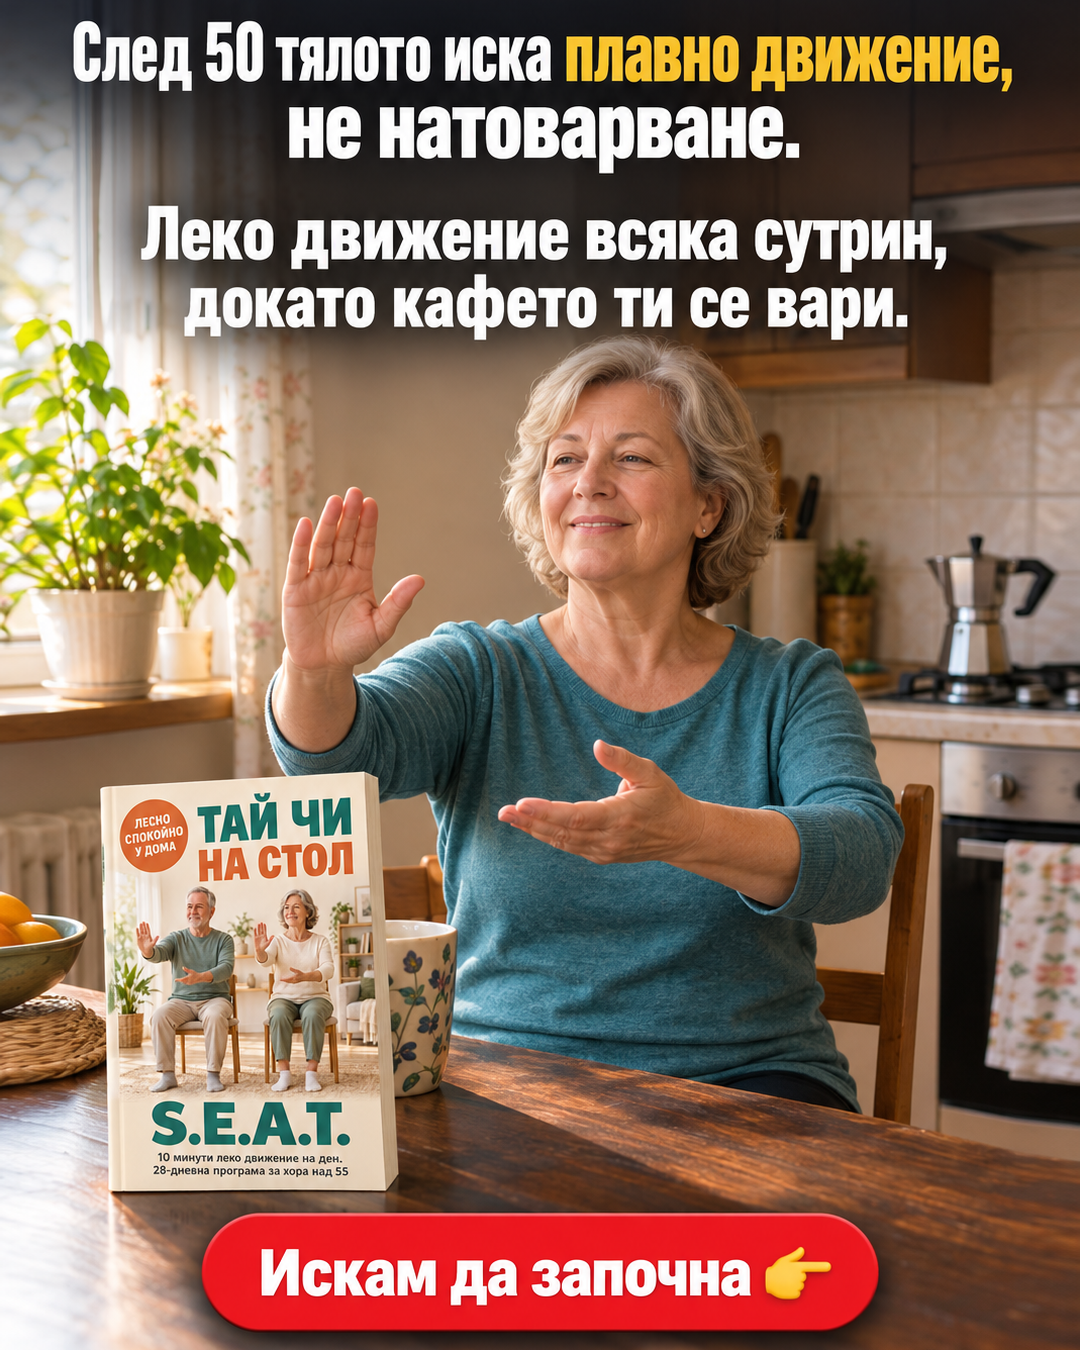 След 50 тялото иска плавно движение,
не натоварване.
Леко движение всяка сутрин,
докато кафето ти се вари.
ЛЕСНО
СПОКОЙНО
У ДОМА
ТАЙ ЧИ
НА СТОЛ
S.E.A.T.
10 минути леко движение на ден.
28-дневна програма за хора над 55
Искам да започна 👉